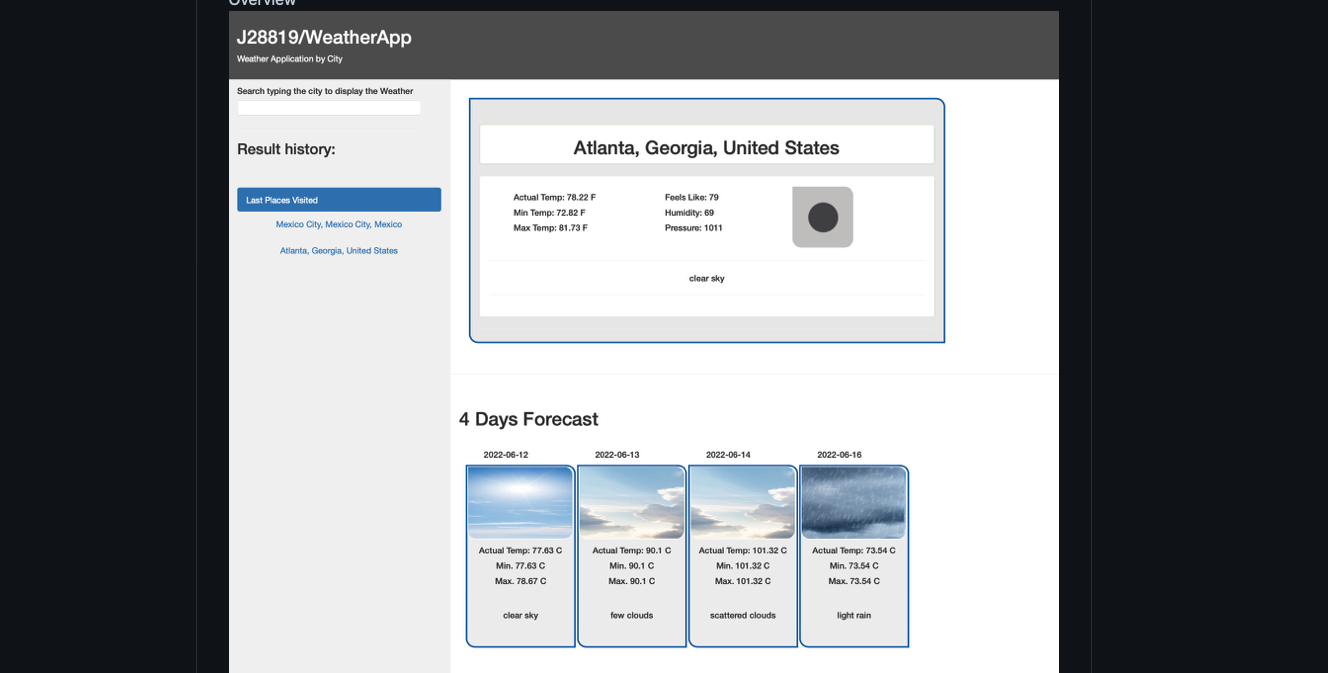 Overview
J28819/WeatherApp
Weather Application by City
Search typing the city to display the Weather
Result history:
Last Places Visited
Mexico City, Mexico City, Mexico
Atlanta, Georgia, United States
Atlanta, Georgia, United States
Actual Temp: 78.22 F
Min Temp: 72.82 F
Max Temp: 81.73 F
Feels Like: 79
Humidity: 69
Pressure: 1011
clear sky
4 Days Forecast
2022-06-12
Actual Temp: 77.63 C
Min. 77.63 C
Max. 78.67 C
clear sky
2022-06-13
Actual Temp: 90.1 C
Min. 90.1 C
Max. 90.1 C
few clouds
2022-06-14
Actual Temp: 101.32 C
Min. 101.32 C
Max. 101.32 C
scattered clouds
2022-06-16
Actual Temp: 73.54 C
Min. 73.54 C
Max. 73.54 C
light rain